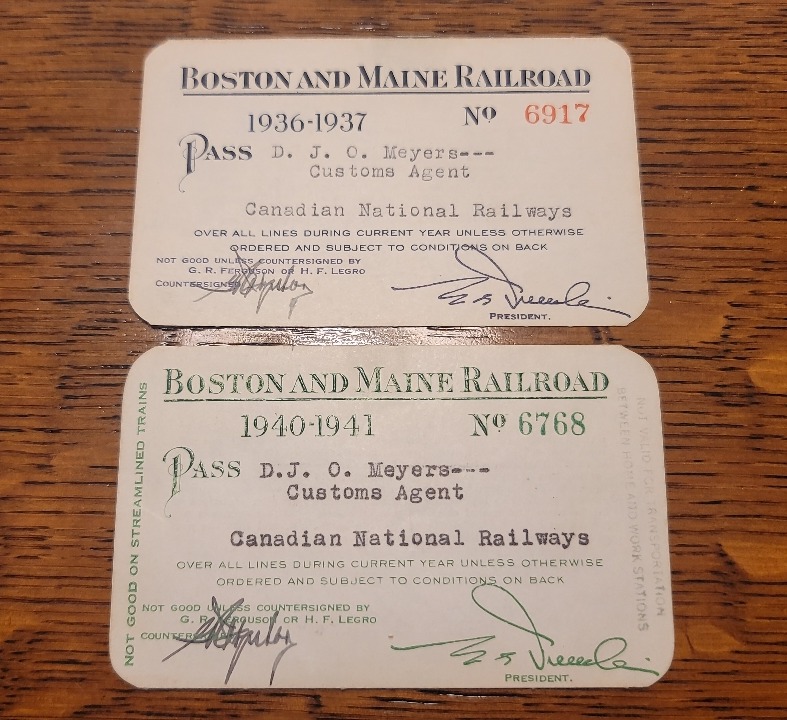 BOSTON AND MAINE RAILROAD
1936-1937 Nº 6917
PASS D. J. O. Meyers---
Customs Agent
Canadian National Railways
OVER ALL LINES DURING CURRENT YEAR UNLESS OTHERWISE
ORDERED AND SUBJECT TO CONDITIONS ON BACK
NOT GOOD UNLESS COUNTERSIGNED BY
G. R. FERGUSON OR H. F. LEGRO
COUNTERSIGNED
PRESIDENT.
BOSTON AND MAINE RAILROAD
1940-1941 Nº 6768
PASS D.J. O. Meyers---
Customs Agent
Canadian National Railways
OVER ALL LINES DURING CURRENT YEAR UNLESS OTHERWISE
ORDERED AND SUBJECT TO CONDITIONS ON BACK
NOT GOOD UNLESS COUNTERSIGNED BY
G. R. FERGUSON OR H. F. LEGRO
COUNTERSIGNED
PRESIDENT.
NOT GOOD ON STREAMLINED TRAINS
NOT VALID FOR TRANSPORTATION
BETWEEN HOME AND WORK STATIONS